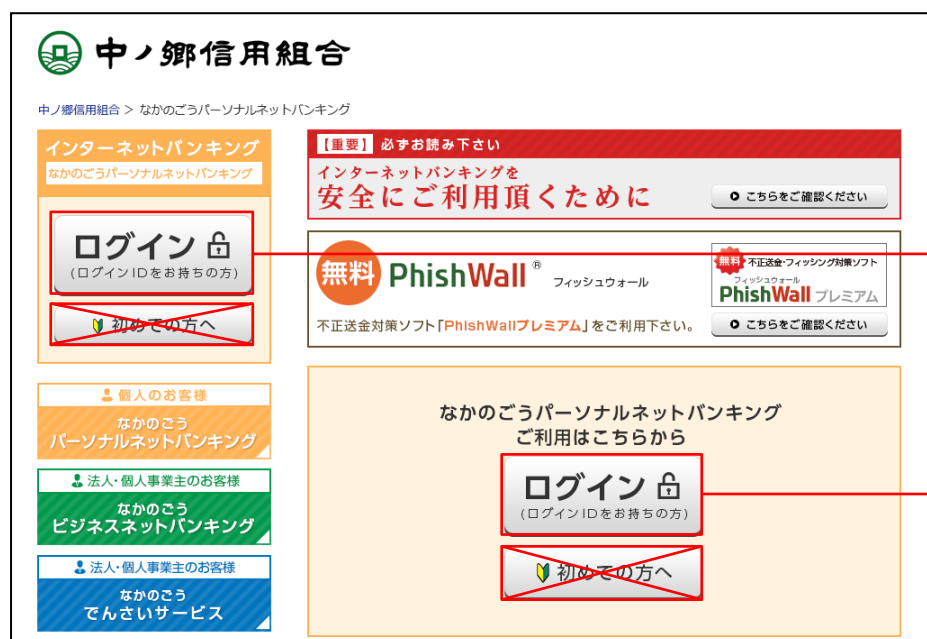 中ノ郷信用組合
中ノ郷信用組合 > なかのごうパーソナルネットバンキング
インターネットバンキング
なかのごうパーソナルネットバンキング
ログイン
(ログインIDをお持ちの方)
初めての方へ
個人のお客様
なかのごう
パーソナルネットバンキング
法人・個人事業主のお客様
なかのごう
ビジネスネットバンキング
法人・個人事業主のお客様
なかのごう
でんさいサービス
【重要】 必ずお読み下さい
インターネットバンキングを
安全にご利用頂くために
こちらをご確認ください
無料 PhishWall ® フィッシュウォール
不正送金対策ソフト「PhishWallプレミアム」をご利用下さい。
無料 不正送金・フィッシング対策ソフト
フィッシュウォール
PhishWall プレミアム
こちらをご確認ください
なかのごうパーソナルネットバンキング
ご利用はこちらから
ログイン
(ログインIDをお持ちの方)
初めての方へ